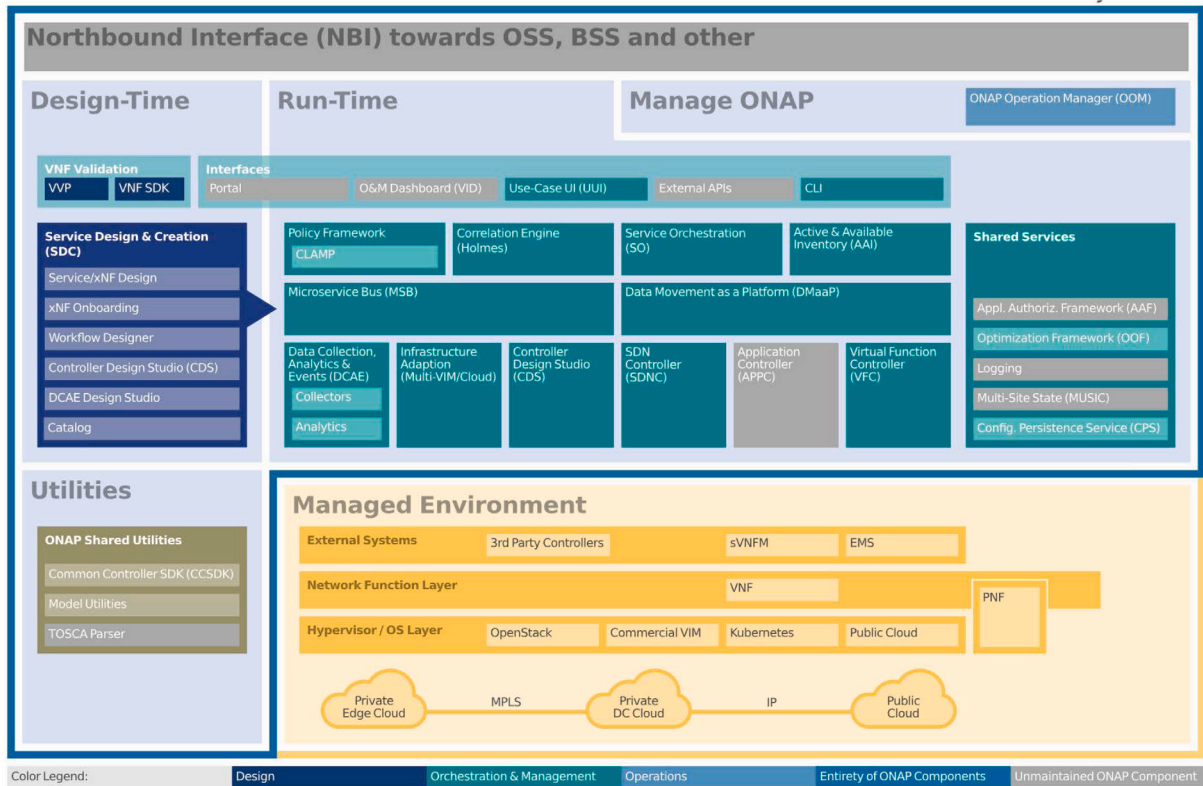 Northbound Interface (NBI) towards OSS, BSS and other
Design-Time
Run-Time
Manage ONAP
ONAP Operation Manager (OOM)
VNF Validation
VVP
VNF SDK
Interfaces
Portal
O&M Dashboard (VID)
Use-Case UI (UUI)
External APIs
CLI
Service Design & Creation
(SDC)
Service/xNF Design
xNF Onboarding
Workflow Designer
Controller Design Studio (CDS)
DCAE Design Studio
Catalog
Policy Framework
CLAMP
Correlation Engine
(Holmes)
Service Orchestration
(SO)
Active & Available
Inventory (AAI)
Microservice Bus (MSB)
Data Movement as a Platform (DMaaP)
Data Collection,
Analytics &
Events (DCAE)
Collectors
Analytics
Infrastructure
Adaption
(Multi-VIM/Cloud)
Controller
Design Studio
(CDS)
SDN
Controller
(SDNC)
Application
Controller
(APPC)
Virtual Function
Controller
(VFC)
Shared Services
Appl. Authoriz. Framework (AAF)
Optimization Framework (OOF)
Logging
Multi-Site State (MUSIC)
Config. Persistence Service (CPS)
Utilities
ONAP Shared Utilities
Common Controller SDK (CCSDK)
Model Utilities
TOSCA Parser
Managed Environment
External Systems
3rd Party Controllers
sVNFM
EMS
Network Function Layer
VNF
PNF
Hypervisor / OS Layer
OpenStack
Commercial VIM
Kubernetes
Public Cloud
Private
Edge Cloud
MPLS
Private
DC Cloud
IP
Public
Cloud
Color Legend:
Design
Orchestration & Management
Operations
Entirety of ONAP Components
Unmaintained ONAP Component